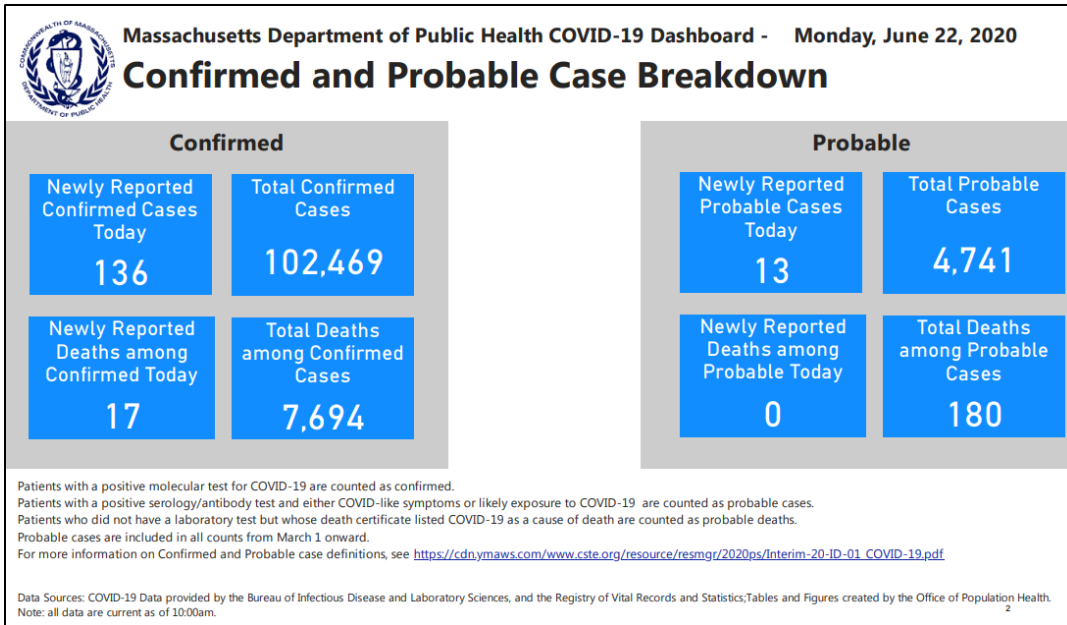 COMMONWEALTH OF MASSACHUSETTS
DEPARTMENT OF PUBLIC HEALTH
Massachusetts Department of Public Health COVID-19 Dashboard - Monday, June 22, 2020
Confirmed and Probable Case Breakdown
Confirmed
Newly Reported
Confirmed Cases
Today
136
Total Confirmed
Cases
102,469
Newly Reported
Deaths among
Confirmed Today
17
Total Deaths
among Confirmed
Cases
7,694
Probable
Newly Reported
Probable Cases
Today
13
Total Probable
Cases
4,741
Newly Reported
Deaths among
Probable Today
0
Total Deaths
among Probable
Cases
180
Patients with a positive molecular test for COVID-19 are counted as confirmed.
Patients with a positive serology/antibody test and either COVID-like symptoms or likely exposure to COVID-19 are counted as probable cases.
Patients who did not have a laboratory test but whose death certificate listed COVID-19 as a cause of death are counted as probable deaths.
Probable cases are included in all counts from March 1 onward.
For more information on Confirmed and Probable case definitions, see https://cdn.ymaws.com/www.cste.org/resource/resmgr/2020ps/Interim-20-ID-01_COVID-19.pdf
Data Sources: COVID-19 Data provided by the Bureau of Infectious Disease and Laboratory Sciences, and the Registry of Vital Records and Statistics;Tables and Figures created by the Office of Population Health.
Note: all data are current as of 10:00am.
2